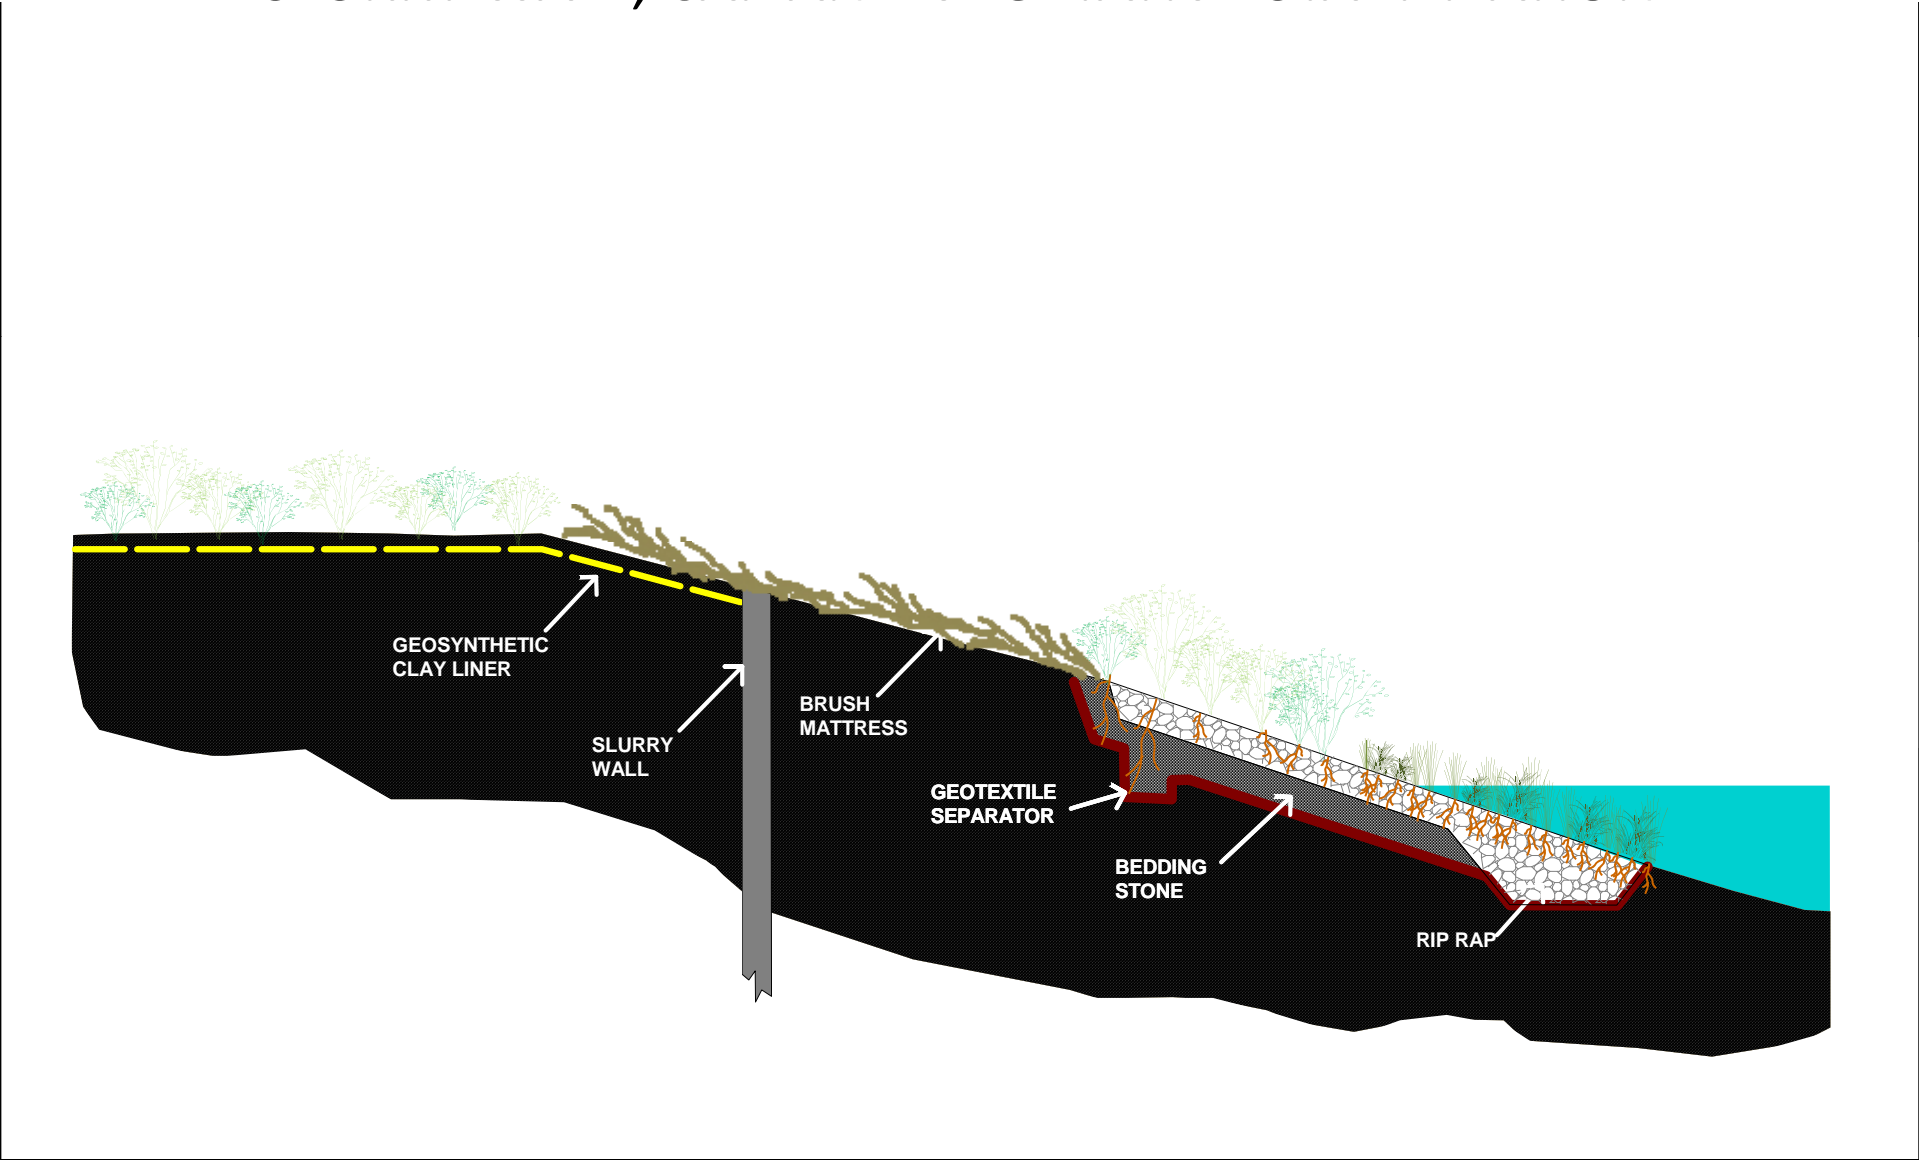 GEOSYNTHETIC
CLAY LINER
SLURRY
WALL
BRUSH
MATTRESS
GEOTEXTILE
SEPARATOR
BEDDING
STONE
RIP RAP